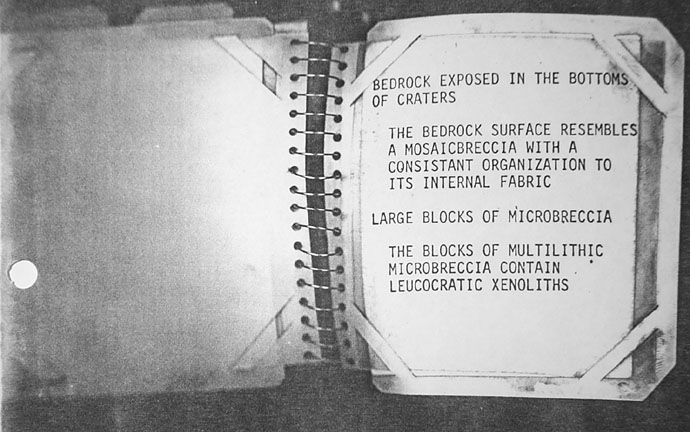 BEDROCK EXPOSED IN THE BOTTOMS
OF CRATERS
THE BEDROCK SURFACE RESEMBLES
A MOSAICBRECCIA WITH A
CONSISTANT ORGANIZATION TO
ITS INTERNAL FABRIC
LARGE BLOCKS OF MICROBRECCIA
THE BLOCKS OF MULTILITHIC
MICROBRECCIA CONTAIN
LEUCOCRATIC XENOLITHS